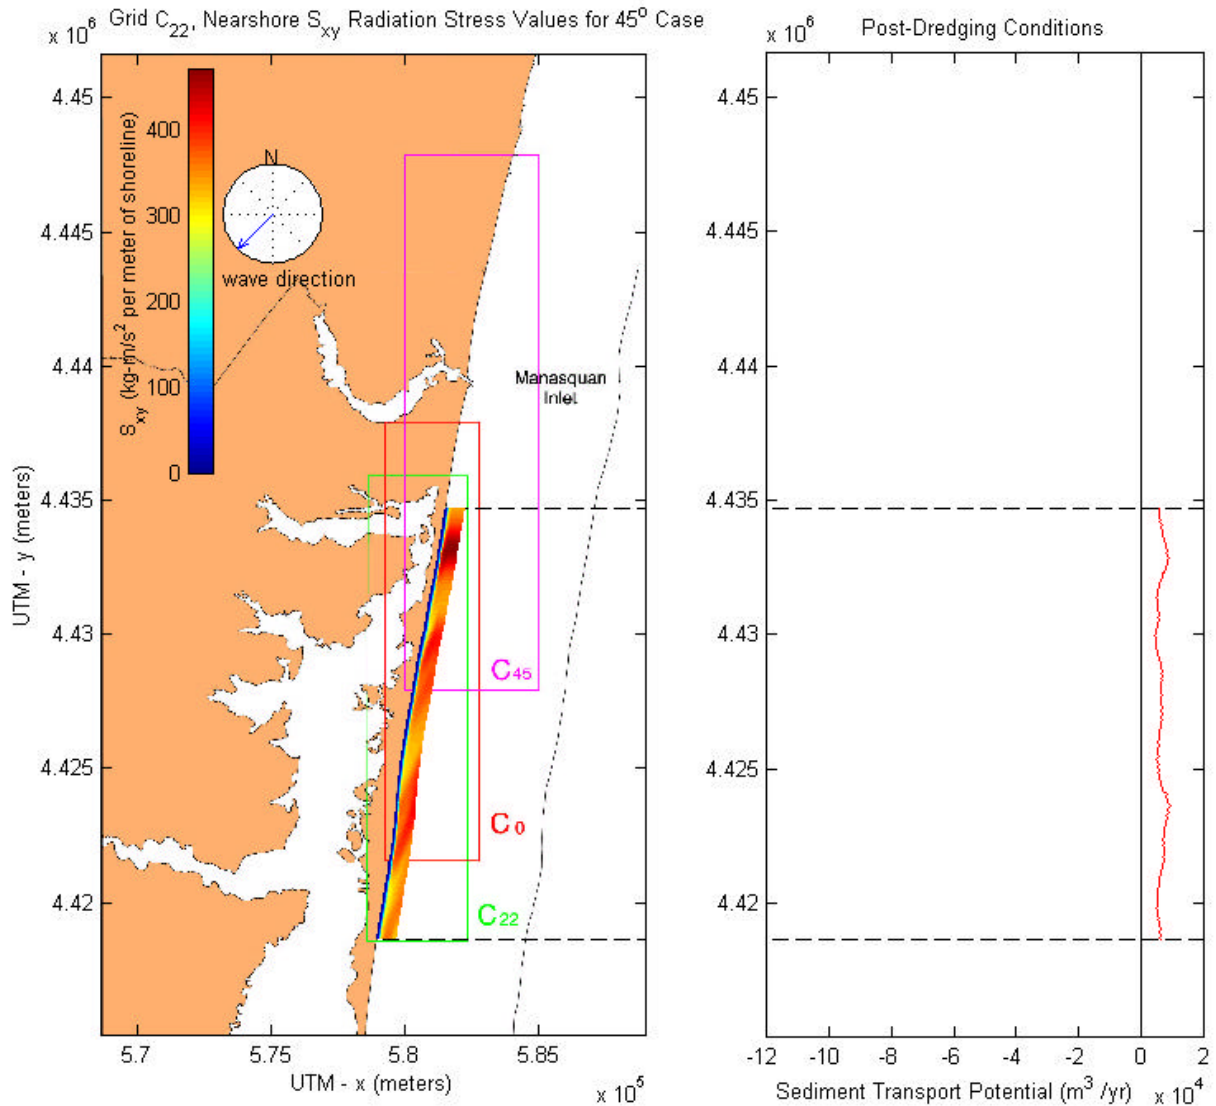 Grid C22, Nearshore Sxy Radiation Stress Values for 45o Case
x 10^6
4.45
4.445
4.44
4.435
4.43
4.425
4.42
UTM - y (meters)
400
300
200
100
0
Sxy (kg-m/s^2 per meter of shoreline)
N
wave direction
Manasquan
Inlet
C45
C0
C22
5.7
5.75
5.8
5.85
UTM - x (meters)
x 10^5
Post-Dredging Conditions
x 10^6
4.45
4.445
4.44
4.435
4.43
4.425
4.42
-12
-10
-8
-6
-4
-2
0
2
Sediment Transport Potential (m^3 /yr)
x 10^4